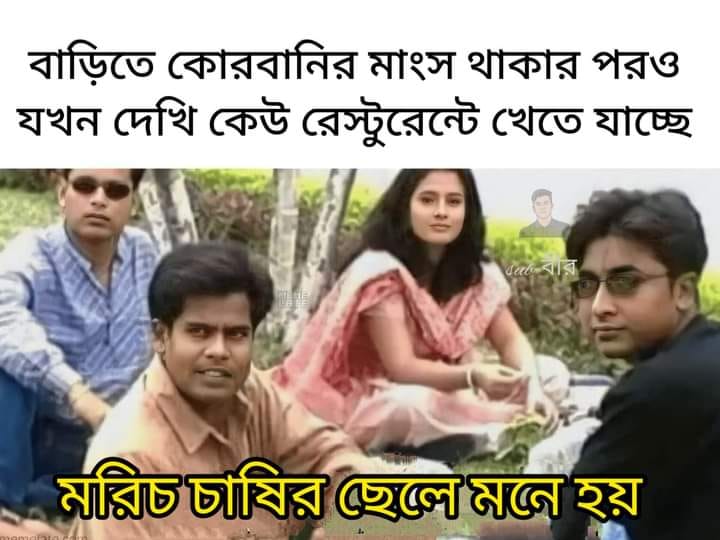 বাড়িতে কোরবানির মাংস থাকার পরও
যখন দেখি কেউ রেস্টুরেন্টে খেতে যাচ্ছে
বার
মরিচ চাষির ছেলে মনে হয়